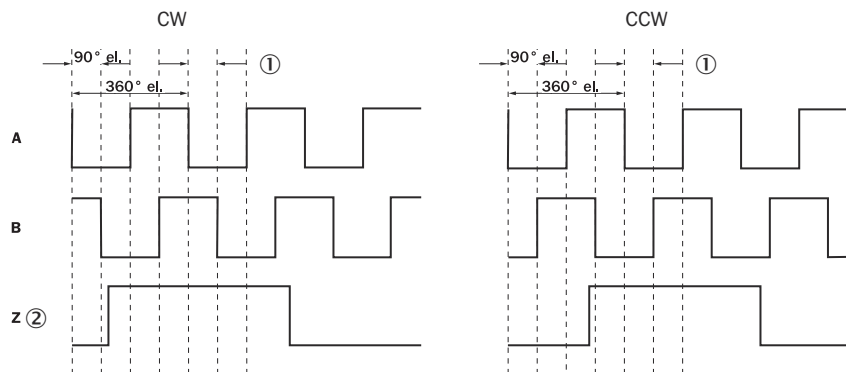 CW CCW
90° el. ① 90° el. ①
360° el. 360° el.
A
B
Z ②